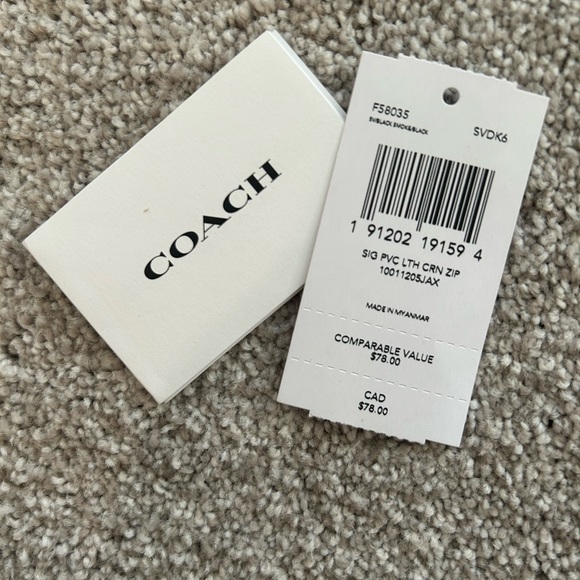 COACH
F58035
SV/BLACK SMOKE/BLACK
SVDK6
1 91202 19159 4
SIG PVC LTH CRN ZIP
10011205JAX
MADE IN MYANMAR
COMPARABLE VALUE
$78.00
CAD
$78.00